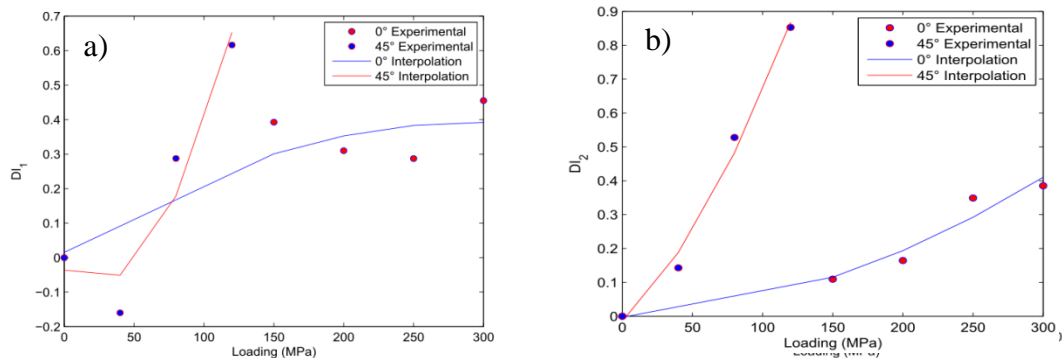 a)
DI1
0.7
0.6
0.5
0.4
0.3
0.2
0.1
0
−0.1
−0.2
0° Experimental
45° Experimental
0° Interpolation
45° Interpolation
0 50 100 150 200 250 300
Loading (MPa)
b)
DI2
0.9
0.8
0.7
0.6
0.5
0.4
0.3
0.2
0.1
0
0° Experimental
45° Experimental
0° Interpolation
45° Interpolation
0 50 100 150 200 250 300
Loading (MPa)